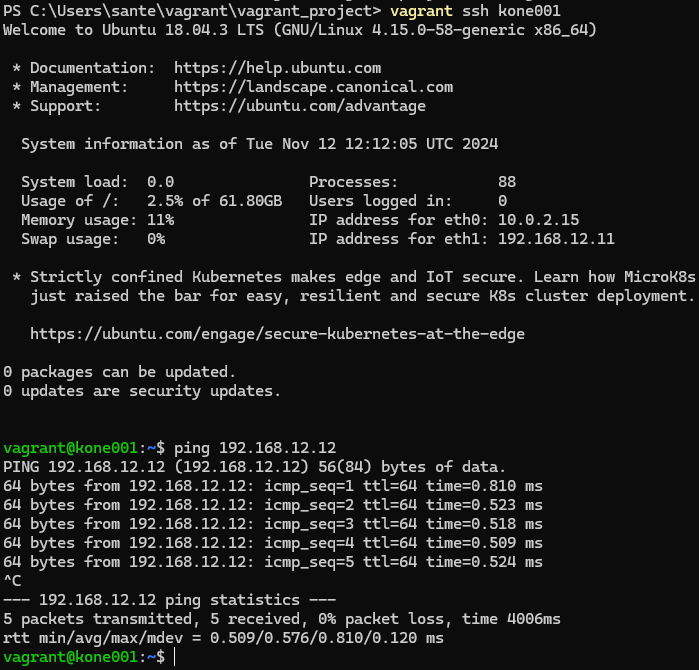 PS C:\Users\sante\vagrant\vagrant_project> vagrant ssh kone001
Welcome to Ubuntu 18.04.3 LTS (GNU/Linux 4.15.0-58-generic x86_64)

 * Documentation:  https://help.ubuntu.com
 * Management:     https://landscape.canonical.com
 * Support:        https://ubuntu.com/advantage

  System information as of Tue Nov 12 12:12:05 UTC 2024

  System load:  0.0               Processes:           88
  Usage of /:   2.5% of 61.80GB   Users logged in:     0
  Memory usage: 11%               IP address for eth0: 10.0.2.15
  Swap usage:   0%                IP address for eth1: 192.168.12.11

 * Strictly confined Kubernetes makes edge and IoT secure. Learn how MicroK8s
   just raised the bar for easy, resilient and secure K8s cluster deployment.

   https://ubuntu.com/engage/secure-kubernetes-at-the-edge

0 packages can be updated.
0 updates are security updates.


vagrant@kone001:~$ ping 192.168.12.12
PING 192.168.12.12 (192.168.12.12) 56(84) bytes of data.
64 bytes from 192.168.12.12: icmp_seq=1 ttl=64 time=0.810 ms
64 bytes from 192.168.12.12: icmp_seq=2 ttl=64 time=0.523 ms
64 bytes from 192.168.12.12: icmp_seq=3 ttl=64 time=0.518 ms
64 bytes from 192.168.12.12: icmp_seq=4 ttl=64 time=0.509 ms
64 bytes from 192.168.12.12: icmp_seq=5 ttl=64 time=0.524 ms
^C
--- 192.168.12.12 ping statistics ---
5 packets transmitted, 5 received, 0% packet loss, time 4006ms
rtt min/avg/max/mdev = 0.509/0.576/0.810/0.120 ms
vagrant@kone001:~$